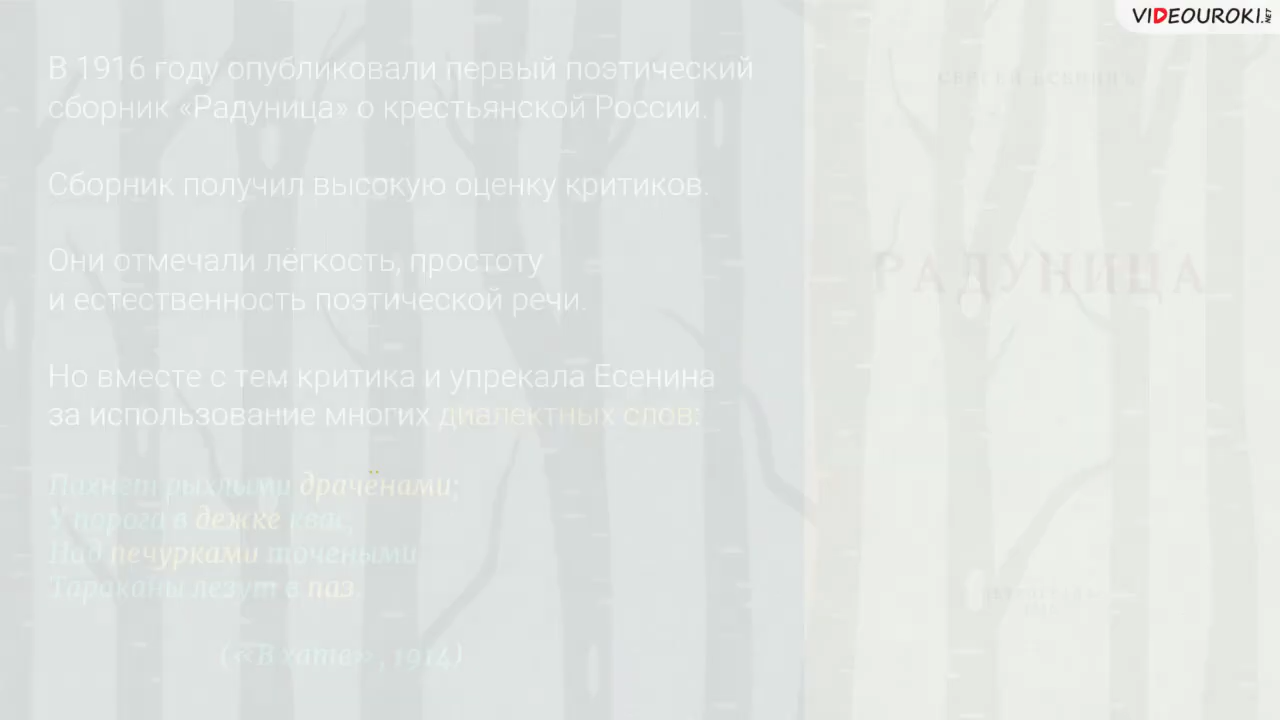 VIDEOUROKI.NET
В 1916 году опубликовали первый поэтический
сборник «Радуница» о крестьянской России.
Сборник получил высокую оценку критиков.
Они отмечали лёгкость, простоту
и естественность поэтической речи.
Но вместе с тем критика и упрекала Есенина
за использование многих диалектных слов:
Пахнет рыхлыми драчёнами;
У порога в дежке квас,
Над печурками точеными
Тараканы лезут в паз.
(«В хате», 1914)
РАДУНИЦА